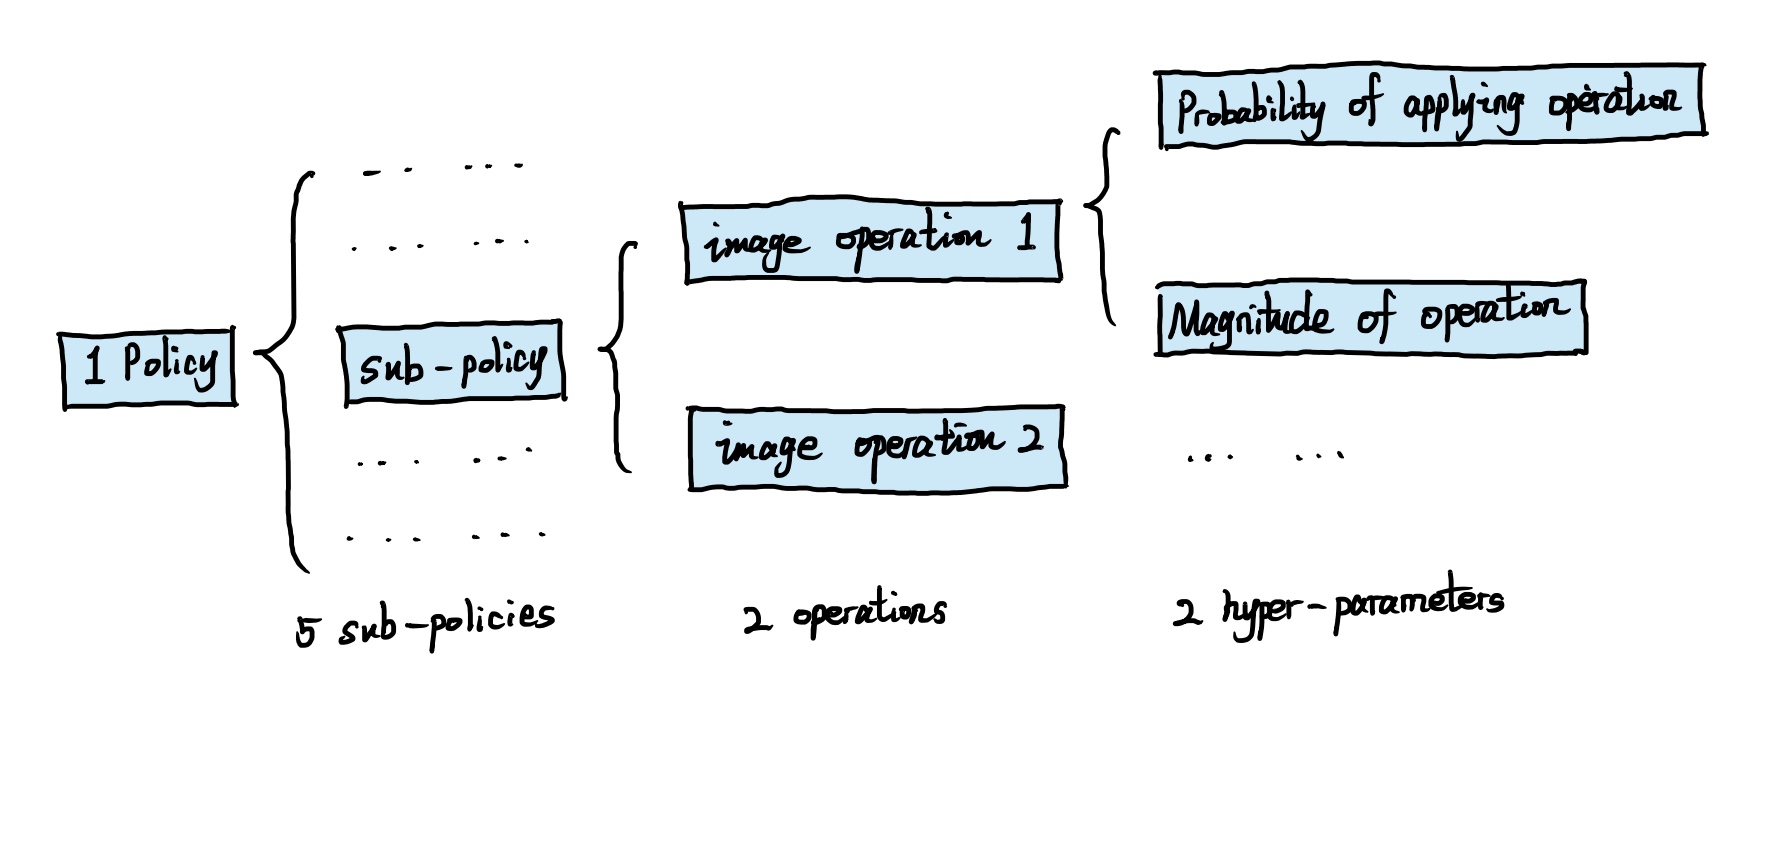 1 Policy
sub-policy
image operation 1
image operation 2
Probability of applying operation
Magnitude of operation
5 sub-policies
2 operations
2 hyper-parameters